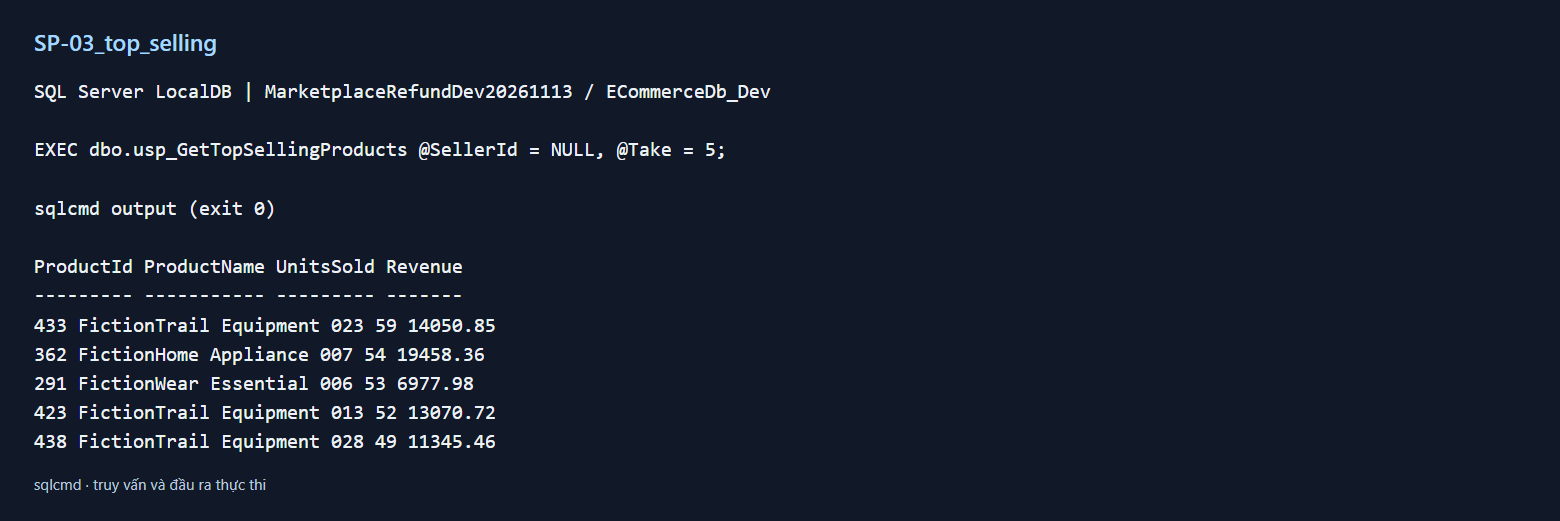 SP-03_top_selling
SQL Server LocalDB | MarketplaceRefundDev20261113 / ECommerceDb_Dev
EXEC dbo.usp_GetTopSellingProducts @SellerId = NULL, @Take = 5;
sqlcmd output (exit 0)
ProductId ProductName UnitsSold Revenue
--------- ----------- --------- -------
433 FictionTrail Equipment 023 59 14050.85
362 FictionHome Appliance 007 54 19458.36
291 FictionWear Essential 006 53 6977.98
423 FictionTrail Equipment 013 52 13070.72
438 FictionTrail Equipment 028 49 11345.46
sqlcmd · truy vấn và đầu ra thực thi